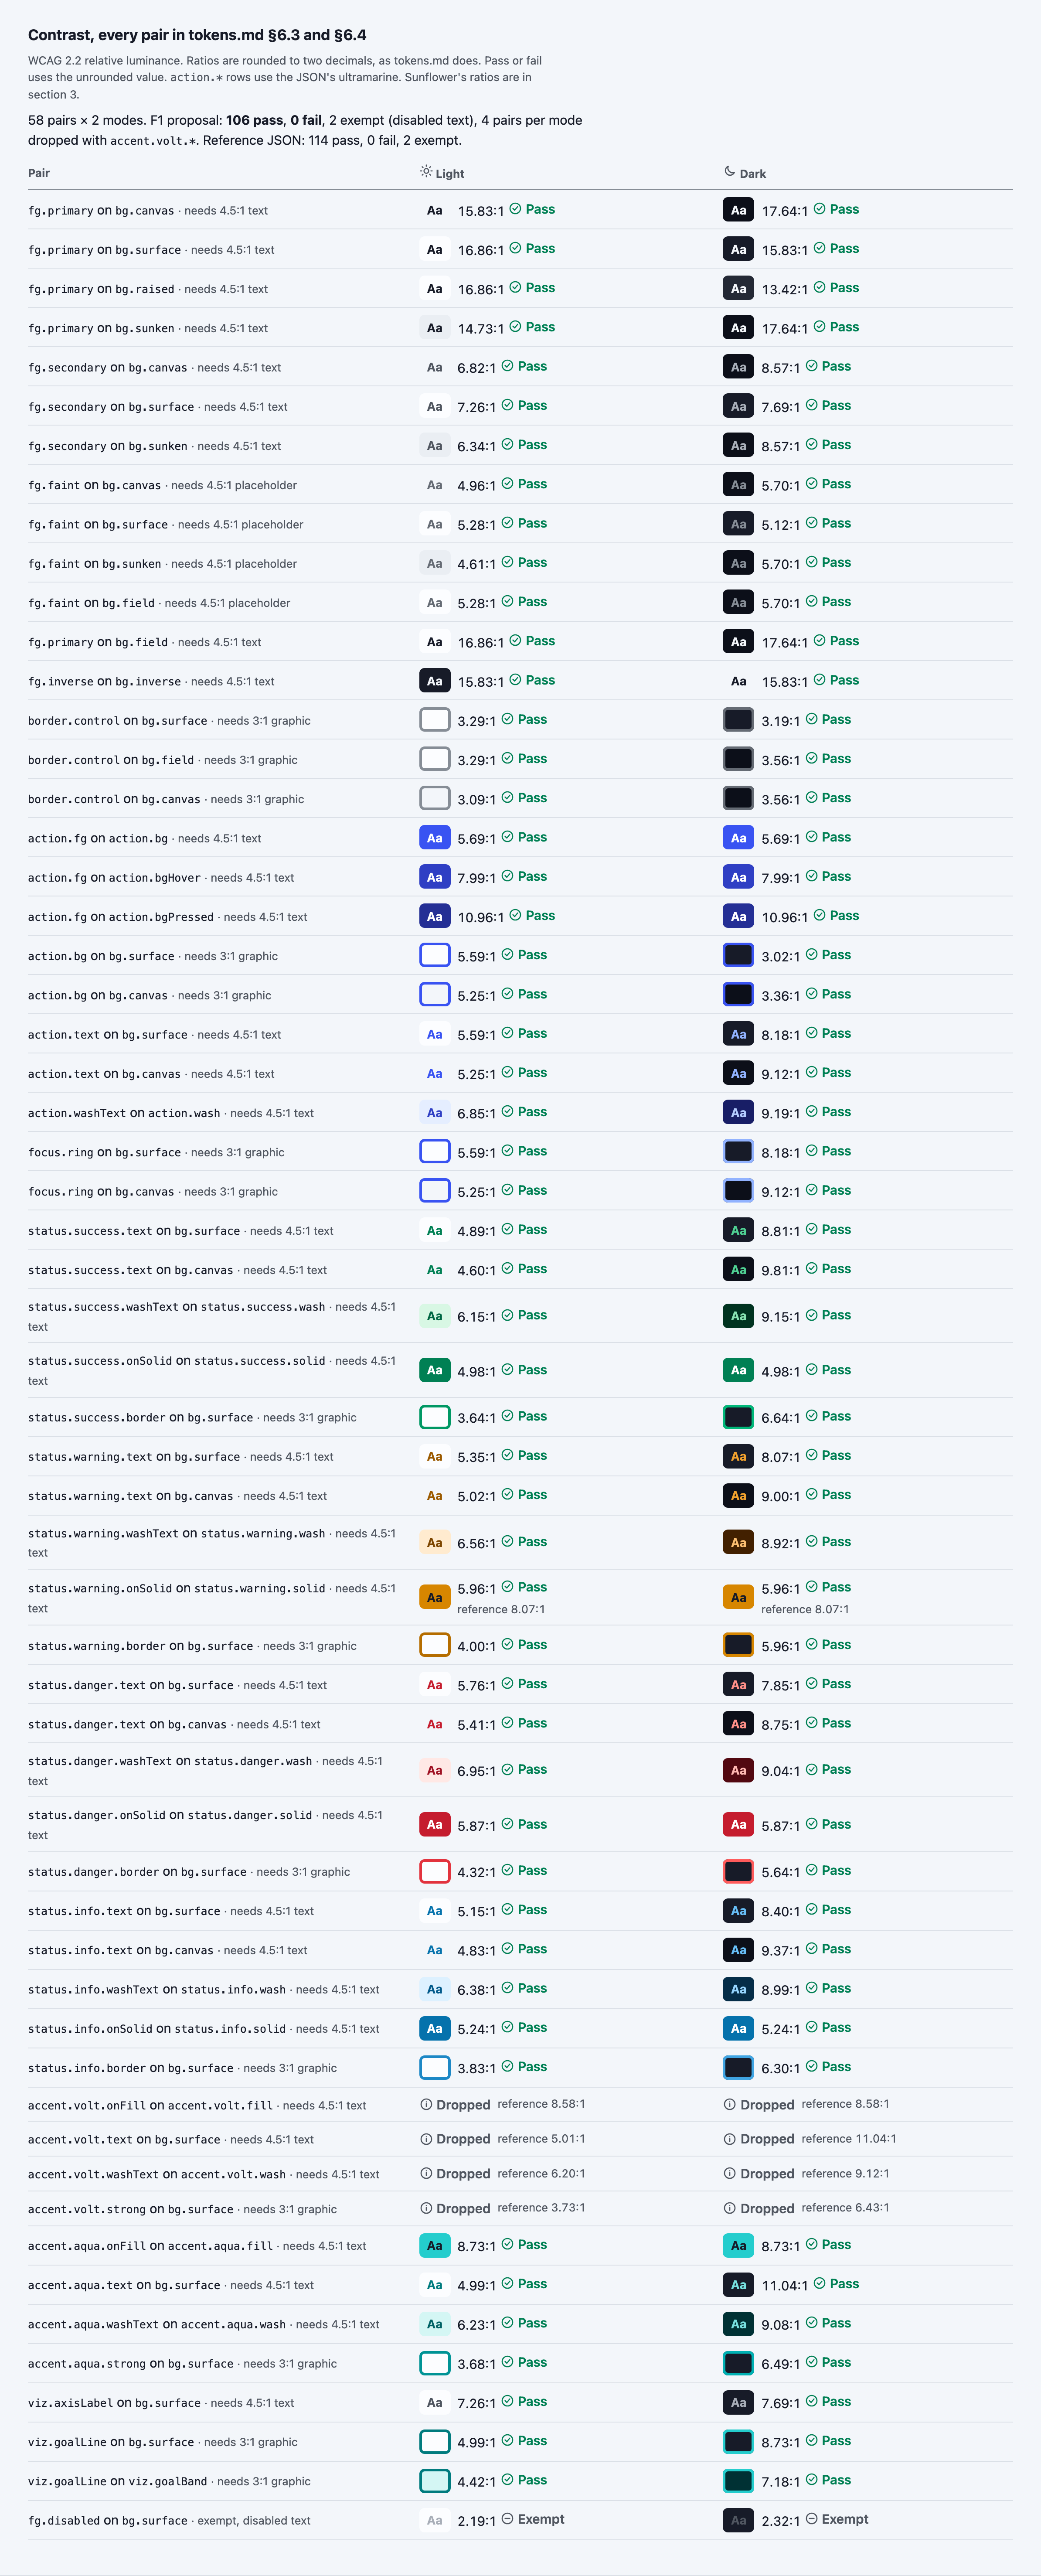 Contrast, every pair in tokens.md §6.3 and §6.4
WCAG 2.2 relative luminance. Ratios are rounded to two decimals, as tokens.md does. Pass or fail
uses the unrounded value. action.* rows use the JSON's ultramarine. Sunflower's ratios are in
section 3.
58 pairs × 2 modes. F1 proposal: 106 pass, 0 fail, 2 exempt (disabled text), 4 pairs per mode
dropped with accent.volt.*. Reference JSON: 114 pass, 0 fail, 2 exempt.
Pair Light Dark
fg.primary on bg.canvas · needs 4.5:1 text Aa 15.83:1 Pass Aa 17.64:1 Pass
fg.primary on bg.surface · needs 4.5:1 text Aa 16.86:1 Pass Aa 15.83:1 Pass
fg.primary on bg.raised · needs 4.5:1 text Aa 16.86:1 Pass Aa 13.42:1 Pass
fg.primary on bg.sunken · needs 4.5:1 text Aa 14.73:1 Pass Aa 17.64:1 Pass
fg.secondary on bg.canvas · needs 4.5:1 text Aa 6.82:1 Pass Aa 8.57:1 Pass
fg.secondary on bg.surface · needs 4.5:1 text Aa 7.26:1 Pass Aa 7.69:1 Pass
fg.secondary on bg.sunken · needs 4.5:1 text Aa 6.34:1 Pass Aa 8.57:1 Pass
fg.faint on bg.canvas · needs 4.5:1 placeholder Aa 4.96:1 Pass Aa 5.70:1 Pass
fg.faint on bg.surface · needs 4.5:1 placeholder Aa 5.28:1 Pass Aa 5.12:1 Pass
fg.faint on bg.sunken · needs 4.5:1 placeholder Aa 4.61:1 Pass Aa 5.70:1 Pass
fg.faint on bg.field · needs 4.5:1 placeholder Aa 5.28:1 Pass Aa 5.70:1 Pass
fg.primary on bg.field · needs 4.5:1 text Aa 16.86:1 Pass Aa 17.64:1 Pass
fg.inverse on bg.inverse · needs 4.5:1 text Aa 15.83:1 Pass Aa 15.83:1 Pass
border.control on bg.surface · needs 3:1 graphic 3.29:1 Pass 3.19:1 Pass
border.control on bg.field · needs 3:1 graphic 3.29:1 Pass 3.56:1 Pass
border.control on bg.canvas · needs 3:1 graphic 3.09:1 Pass 3.56:1 Pass
action.fg on action.bg · needs 4.5:1 text Aa 5.69:1 Pass Aa 5.69:1 Pass
action.fg on action.bgHover · needs 4.5:1 text Aa 7.99:1 Pass Aa 7.99:1 Pass
action.fg on action.bgPressed · needs 4.5:1 text Aa 10.96:1 Pass Aa 10.96:1 Pass
action.bg on bg.surface · needs 3:1 graphic 5.59:1 Pass 3.02:1 Pass
action.bg on bg.canvas · needs 3:1 graphic 5.25:1 Pass 3.36:1 Pass
action.text on bg.surface · needs 4.5:1 text Aa 5.59:1 Pass Aa 8.18:1 Pass
action.text on bg.canvas · needs 4.5:1 text Aa 5.25:1 Pass Aa 9.12:1 Pass
action.washText on action.wash · needs 4.5:1 text Aa 6.85:1 Pass Aa 9.19:1 Pass
focus.ring on bg.surface · needs 3:1 graphic 5.59:1 Pass 8.18:1 Pass
focus.ring on bg.canvas · needs 3:1 graphic 5.25:1 Pass 9.12:1 Pass
status.success.text on bg.surface · needs 4.5:1 text Aa 4.89:1 Pass Aa 8.81:1 Pass
status.success.text on bg.canvas · needs 4.5:1 text Aa 4.60:1 Pass Aa 9.81:1 Pass
status.success.washText on status.success.wash · needs 4.5:1
text Aa 6.15:1 Pass Aa 9.15:1 Pass
status.success.onSolid on status.success.solid · needs 4.5:1
text Aa 4.98:1 Pass Aa 4.98:1 Pass
status.success.border on bg.surface · needs 3:1 graphic 3.64:1 Pass 6.64:1 Pass
status.warning.text on bg.surface · needs 4.5:1 text Aa 5.35:1 Pass Aa 8.07:1 Pass
status.warning.text on bg.canvas · needs 4.5:1 text Aa 5.02:1 Pass Aa 9.00:1 Pass
status.warning.washText on status.warning.wash · needs 4.5:1
text Aa 6.56:1 Pass Aa 8.92:1 Pass
status.warning.onSolid on status.warning.solid · needs 4.5:1 Aa 5.96:1 Pass Aa 5.96:1 Pass
text reference 8.07:1 reference 8.07:1
status.warning.border on bg.surface · needs 3:1 graphic 4.00:1 Pass 5.96:1 Pass
status.danger.text on bg.surface · needs 4.5:1 text Aa 5.76:1 Pass Aa 7.85:1 Pass
status.danger.text on bg.canvas · needs 4.5:1 text Aa 5.41:1 Pass Aa 8.75:1 Pass
status.danger.washText on status.danger.wash · needs 4.5:1
text Aa 6.95:1 Pass Aa 9.04:1 Pass
status.danger.onSolid on status.danger.solid · needs 4.5:1
text Aa 5.87:1 Pass Aa 5.87:1 Pass
status.danger.border on bg.surface · needs 3:1 graphic 4.32:1 Pass 5.64:1 Pass
status.info.text on bg.surface · needs 4.5:1 text Aa 5.15:1 Pass Aa 8.40:1 Pass
status.info.text on bg.canvas · needs 4.5:1 text Aa 4.83:1 Pass Aa 9.37:1 Pass
status.info.washText on status.info.wash · needs 4.5:1 text Aa 6.38:1 Pass Aa 8.99:1 Pass
status.info.onSolid on status.info.solid · needs 4.5:1 text Aa 5.24:1 Pass Aa 5.24:1 Pass
status.info.border on bg.surface · needs 3:1 graphic 3.83:1 Pass 6.30:1 Pass
accent.volt.onFill on accent.volt.fill · needs 4.5:1 text Dropped reference 8.58:1 Dropped reference 8.58:1
accent.volt.text on bg.surface · needs 4.5:1 text Dropped reference 5.01:1 Dropped reference 11.04:1
accent.volt.washText on accent.volt.wash · needs 4.5:1 text Dropped reference 6.20:1 Dropped reference 9.12:1
accent.volt.strong on bg.surface · needs 3:1 graphic Dropped reference 3.73:1 Dropped reference 6.43:1
accent.aqua.onFill on accent.aqua.fill · needs 4.5:1 text Aa 8.73:1 Pass Aa 8.73:1 Pass
accent.aqua.text on bg.surface · needs 4.5:1 text Aa 4.99:1 Pass Aa 11.04:1 Pass
accent.aqua.washText on accent.aqua.wash · needs 4.5:1 text Aa 6.23:1 Pass Aa 9.08:1 Pass
accent.aqua.strong on bg.surface · needs 3:1 graphic 3.68:1 Pass 6.49:1 Pass
viz.axisLabel on bg.surface · needs 4.5:1 text Aa 7.26:1 Pass Aa 7.69:1 Pass
viz.goalLine on bg.surface · needs 3:1 graphic 4.99:1 Pass 8.73:1 Pass
viz.goalLine on viz.goalBand · needs 3:1 graphic 4.42:1 Pass 7.18:1 Pass
fg.disabled on bg.surface · exempt, disabled text Aa 2.19:1 Exempt Aa 2.32:1 Exempt